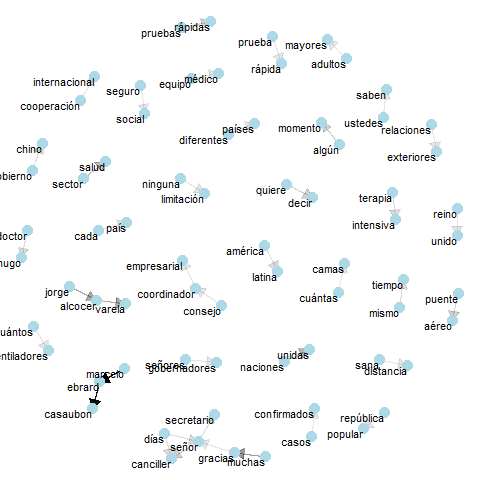 rápidas
pruebas
prueba
mayores
rápida
adultos
médico
internacional
equipo
seguro
cooperación
saben
social
ustedes
países
momento
relaciones
diferentes
chino
algún
exteriores
salud
obierno
sector
ninguna
quiere
terapia
limitación
decir
reino
intensiva
país
cada
doctor
unido
américa
hugo
empresarial
camas
latina
tiempo
jorge
coordinador
cuántas
puente
alcocer
varela
consejo
mismo
aéreo
cuántos
unidas
entiladores
señores
naciones
sana
gobernadores
distancia
marcelo
ebrard
casaubon
secretario
confirmados
república
días
popular
señor
casos
gracias
muchas
canciller